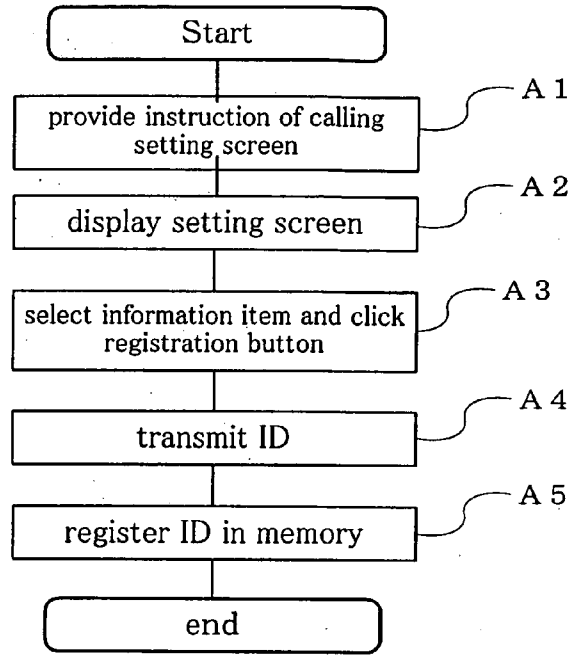 Start
provide instruction of calling
setting screen
A 1
display setting screen
A 2
select information item and click
registration button
A 3
transmit ID
A 4
register ID in memory
A 5
end